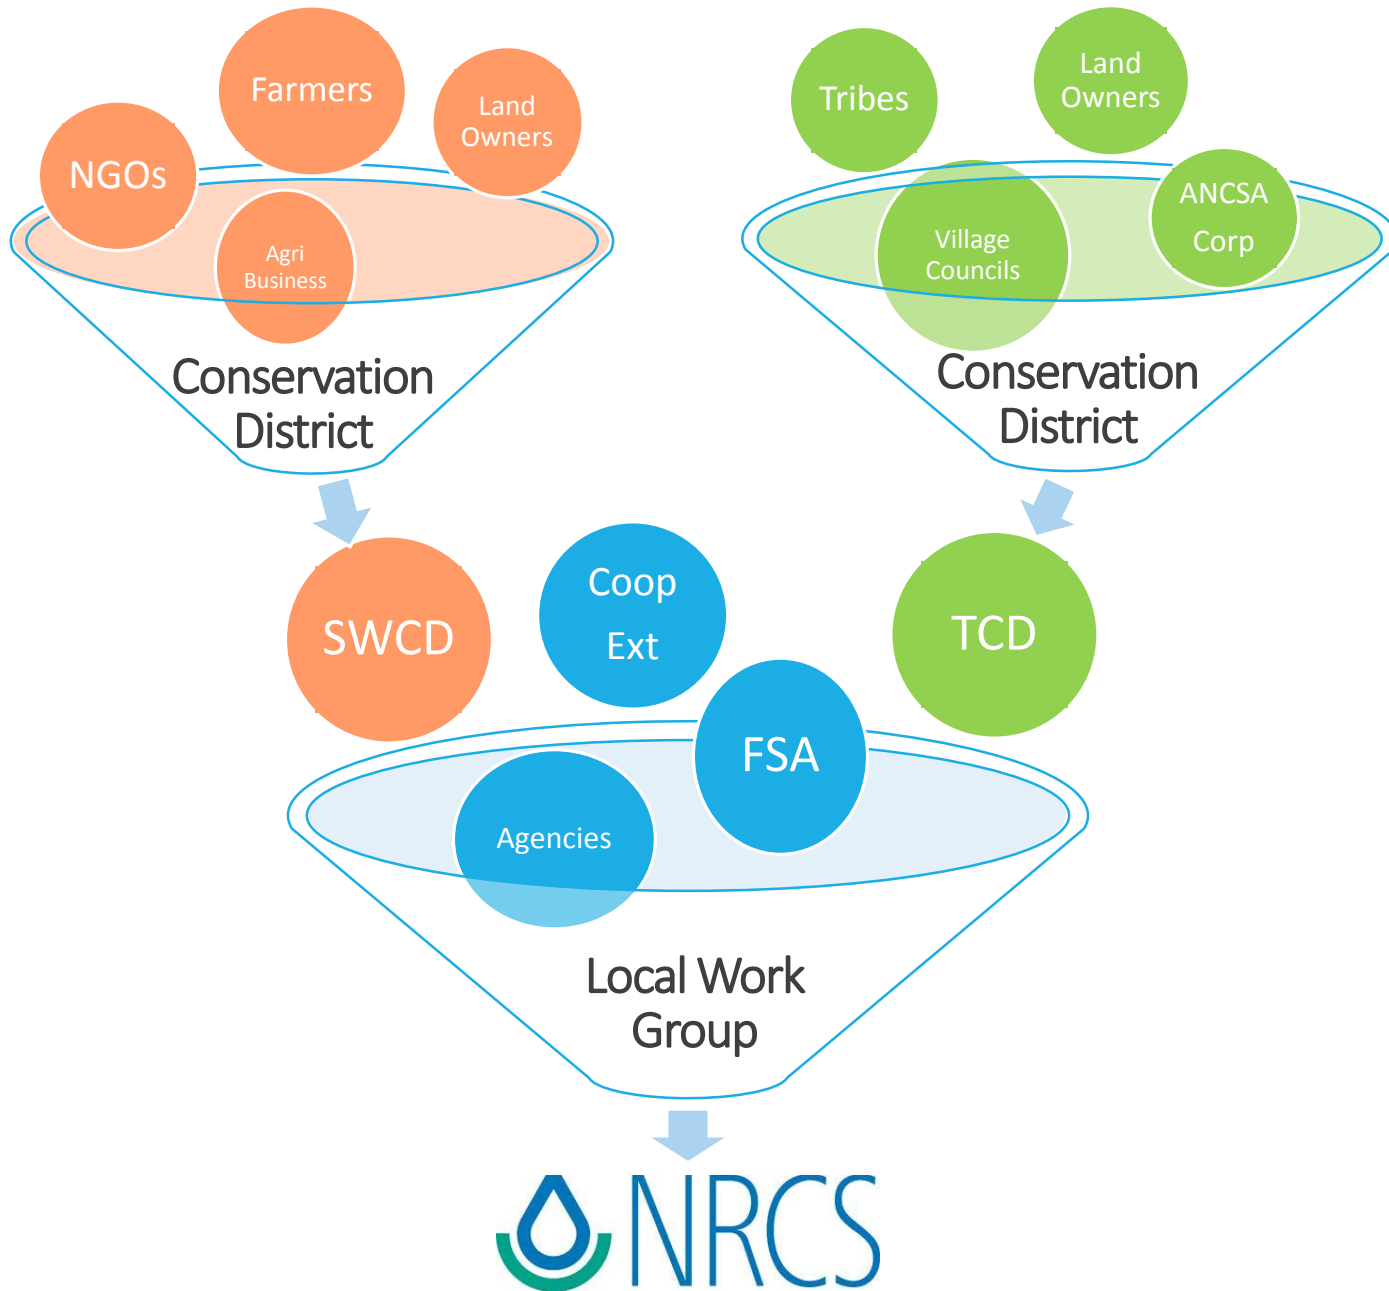 Farmers
Land
Owners
NGOs
Agri
Business
Conservation
District
Tribes
Land
Owners
ANCSA
Corp
Village
Councils
Conservation
District
SWCD
Coop
Ext
TCD
FSA
Agencies
Local Work
Group
NRCS